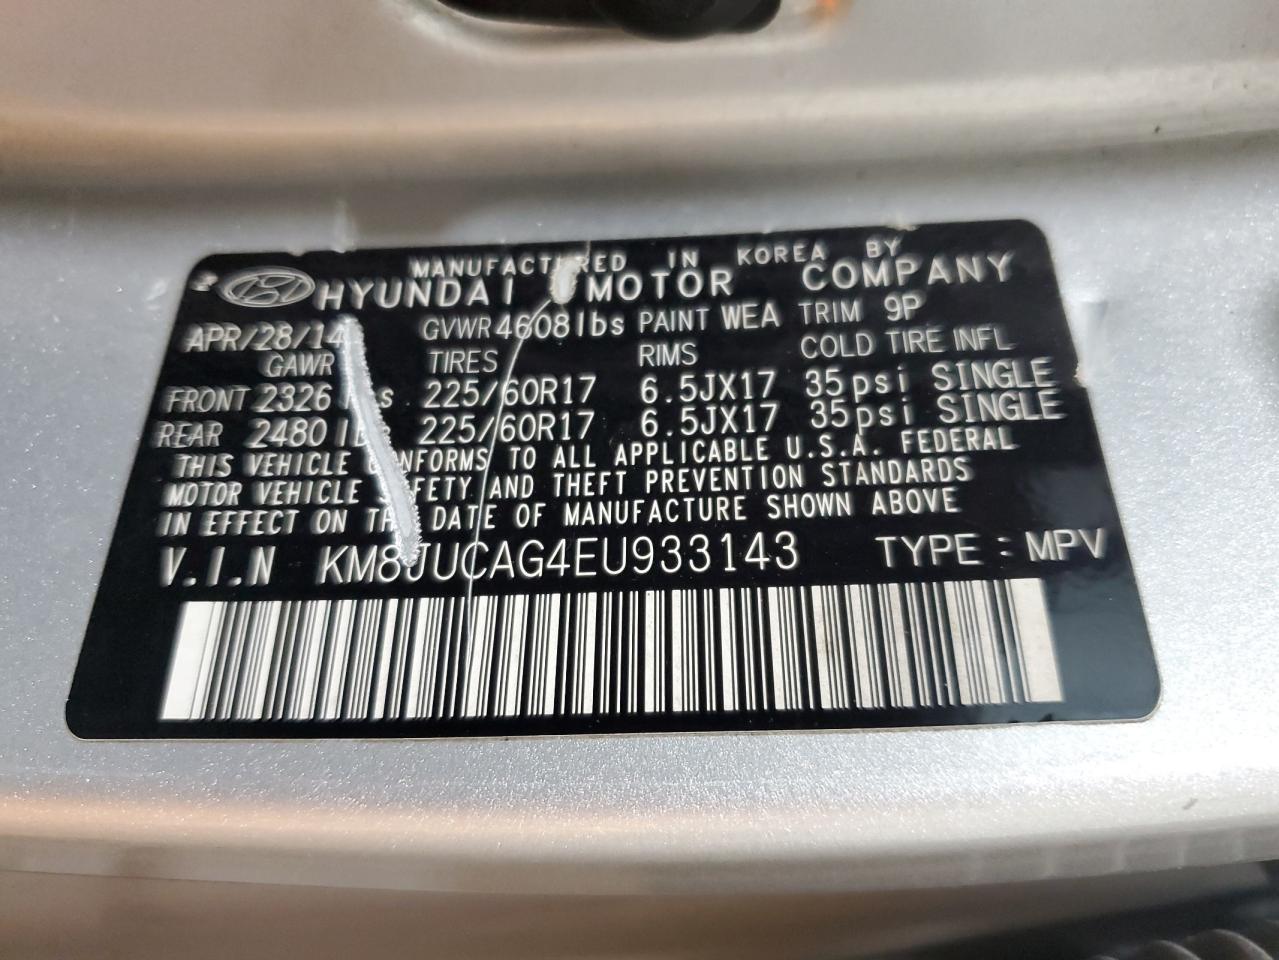 MANUFACTURED IN KOREA BY
HYUNDAI MOTOR COMPANY
APR/28/14 GVWR 4608lbs PAINT WEA TRIM 9P
GAWR TIRES RIMS COLD TIRE INFL
FRONT 2326 lbs 225/60R17 6.5JX17 35psi SINGLE
REAR 2480 lbs 225/60R17 6.5JX17 35psi SINGLE
THIS VEHICLE CONFORMS TO ALL APPLICABLE U.S.A. FEDERAL
MOTOR VEHICLE SAFETY AND THEFT PREVENTION STANDARDS
IN EFFECT ON THE DATE OF MANUFACTURE SHOWN ABOVE
V.I.N KM8JUCAG4EU933143 TYPE : MPV